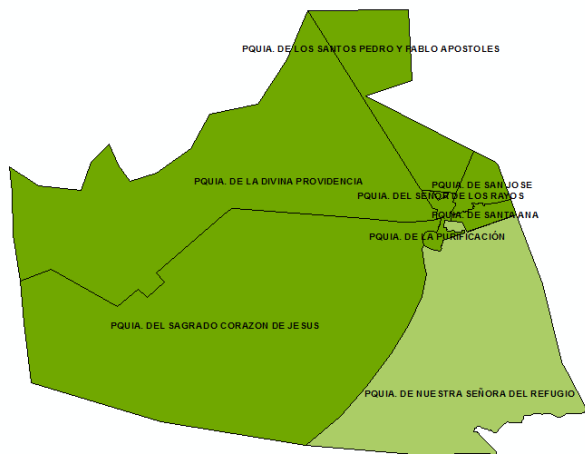 PQUIA. DE LOS SANTOS PEDRO Y PABLO APOSTOLES
PQUIA. DE LA DIVINA PROVIDENCIA
PQUIA. DE SAN JOSE
PQUIA. DEL SEÑOR DE LOS RAYOS
PQUIA. DE SANTA ANA
PQUIA. DE LA PURIFICACIÓN
PQUIA. DEL SAGRADO CORAZON DE JESUS
PQUIA. DE NUESTRA SEÑORA DEL REFUGIO